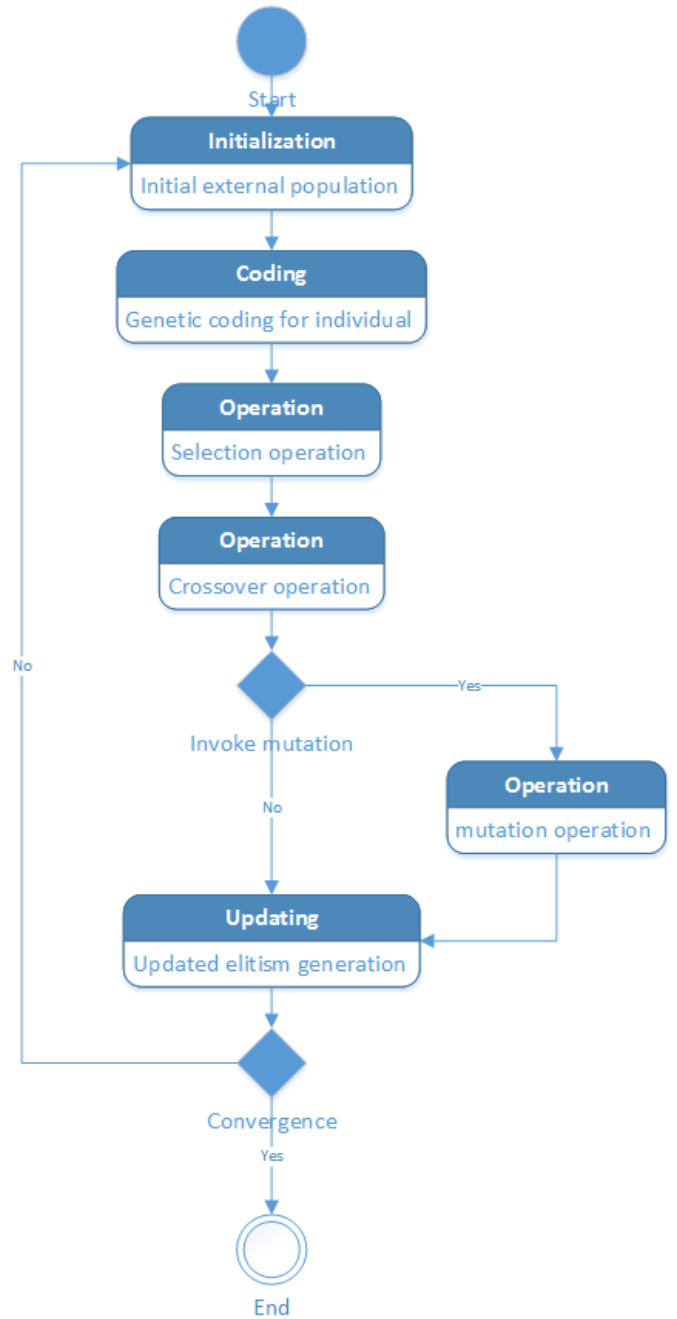 Start
Initialization
Initial external population
Coding
Genetic coding for individual
Operation
Selection operation
Operation
Crossover operation
No
Yes
Invoke mutation
Operation
mutation operation
No
Updating
Updated elitism generation
Convergence
Yes
End